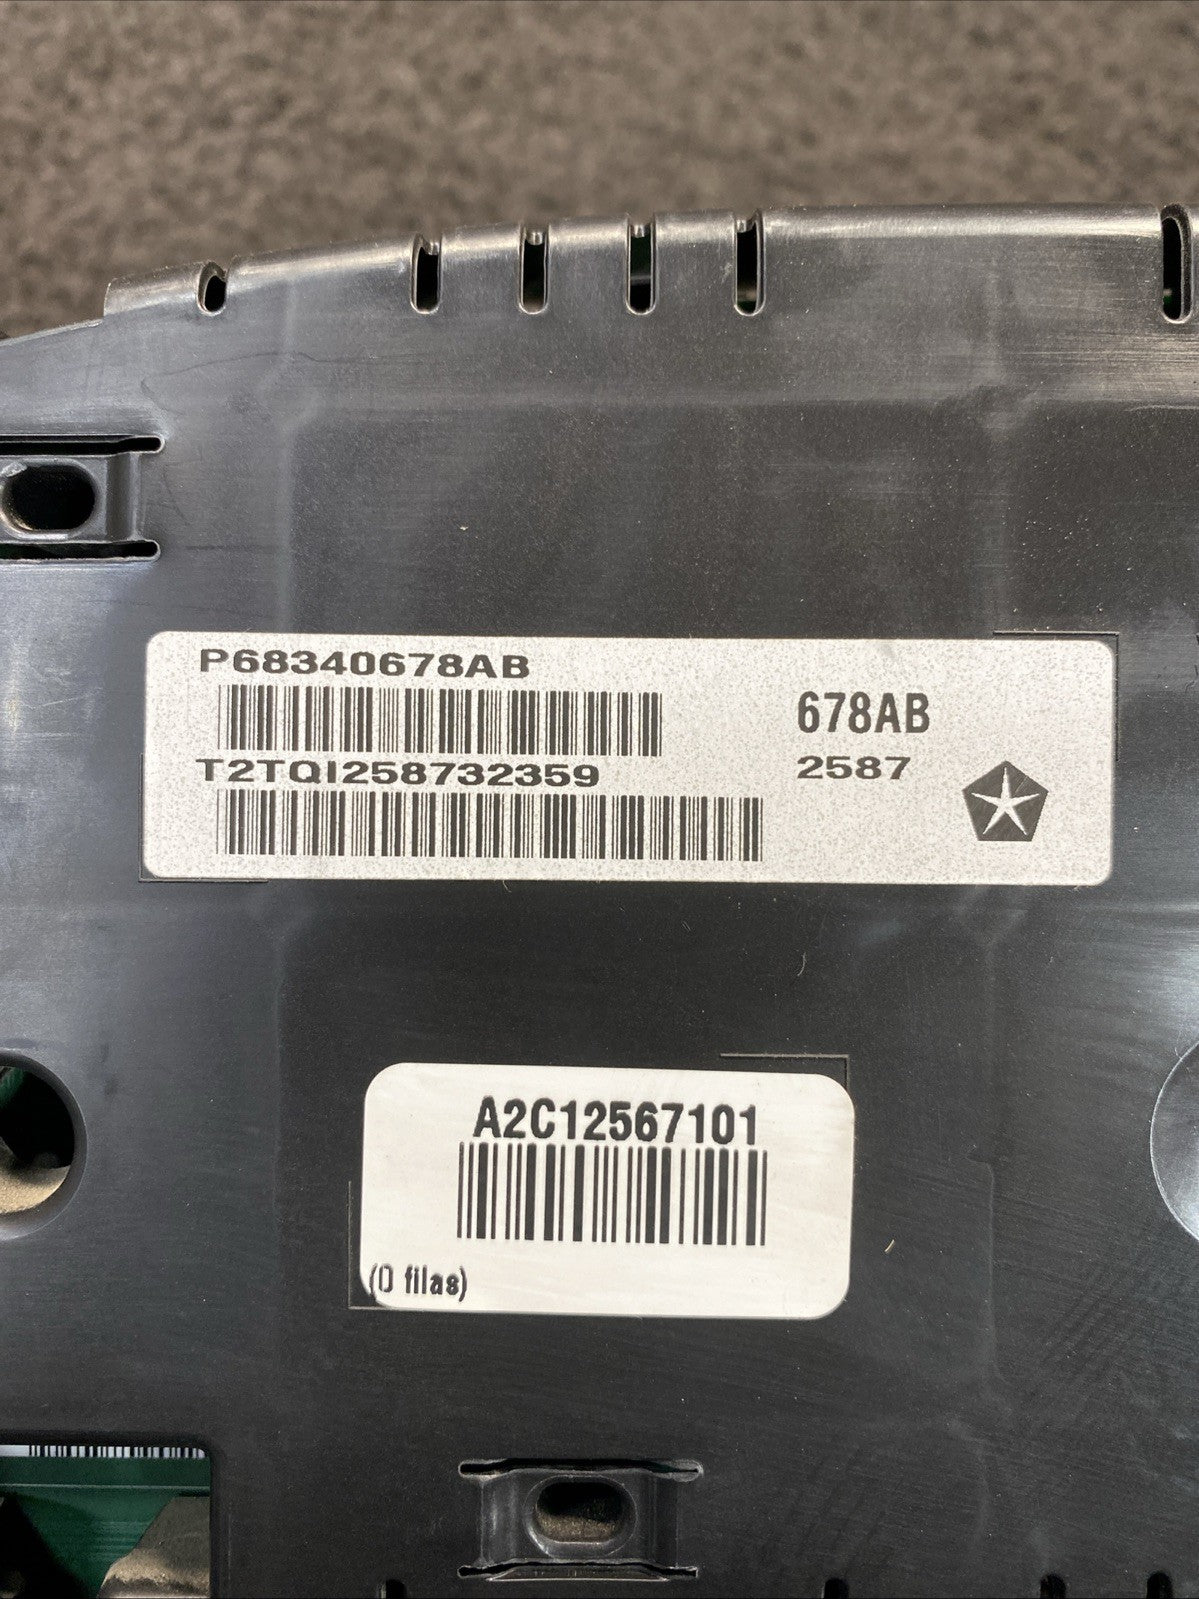 P68340678AB
678AB
T2TQI258732359
2587
A2C12567101
(0 filas)